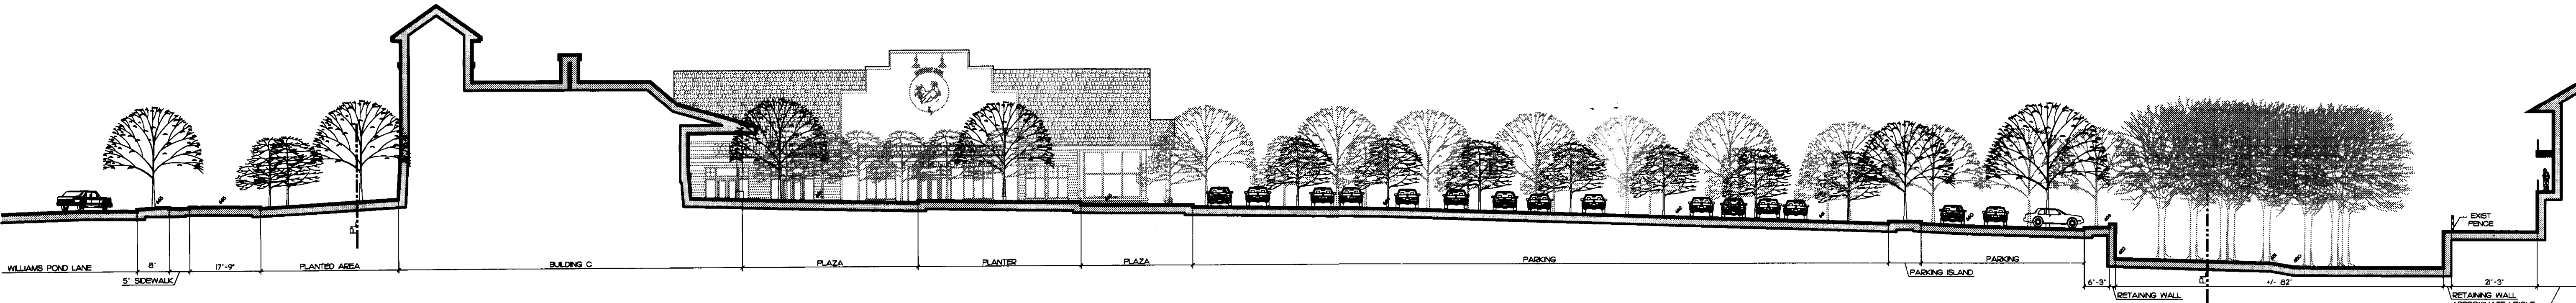 EXIST
FENCE
WILLIAMS POND LANE
8'
17'-9"
PLANTED AREA
BUILDING C
PLAZA
PLANTER
PLAZA
PARKING
PARKING
PARKING ISLAND
5' SIDEWALK
6'-3"
+/- 82'
21'-3"
RETAINING WALL
RETAINING WALL